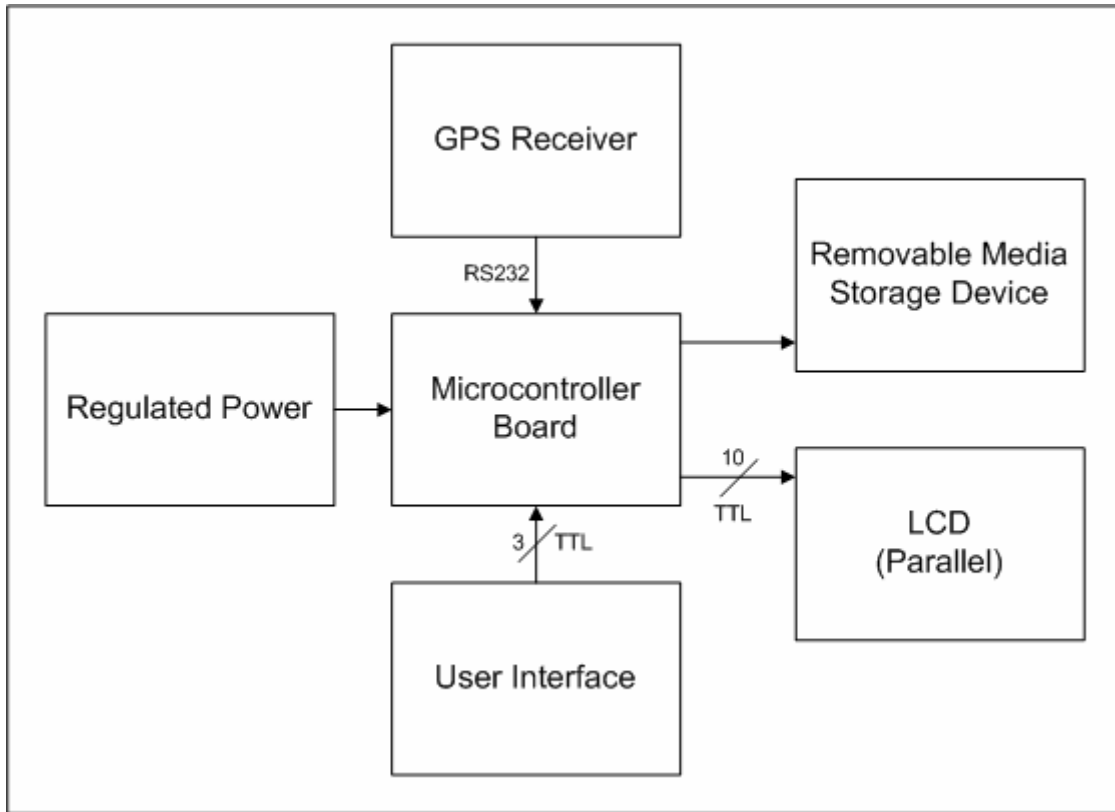 GPS Receiver
RS232
Removable Media
Storage Device
Regulated Power
Microcontroller
Board
10
TTL
LCD
(Parallel)
3 TTL
User Interface